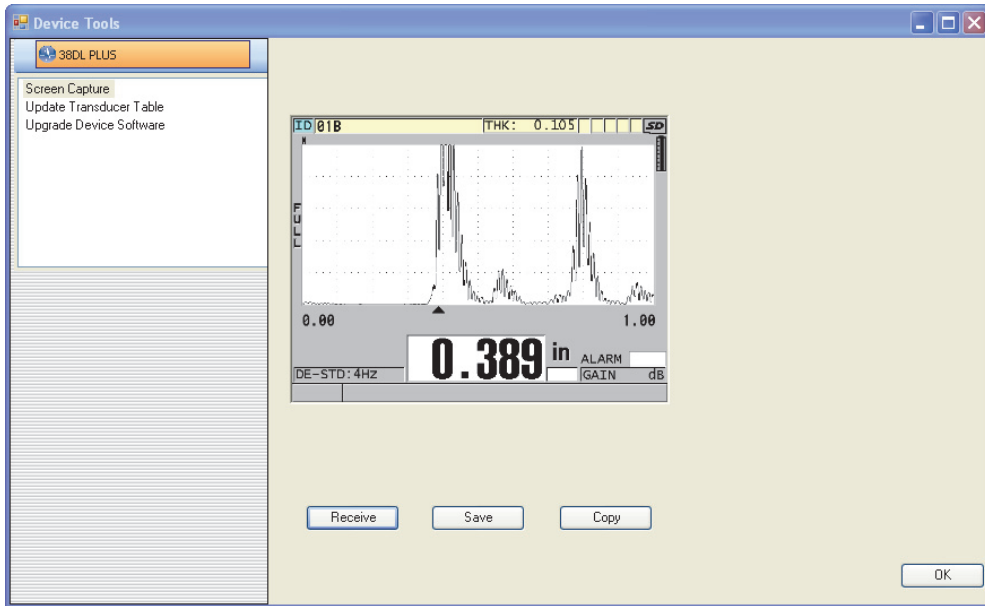 Device Tools
38DL PLUS
Screen Capture
Update Transducer Table
Upgrade Device Software
ID 01B THK: 0.105 SD
FULL
0.00 1.00
0.389 in ALARM
DE-STD:4Hz GAIN dB
Receive Save Copy
OK